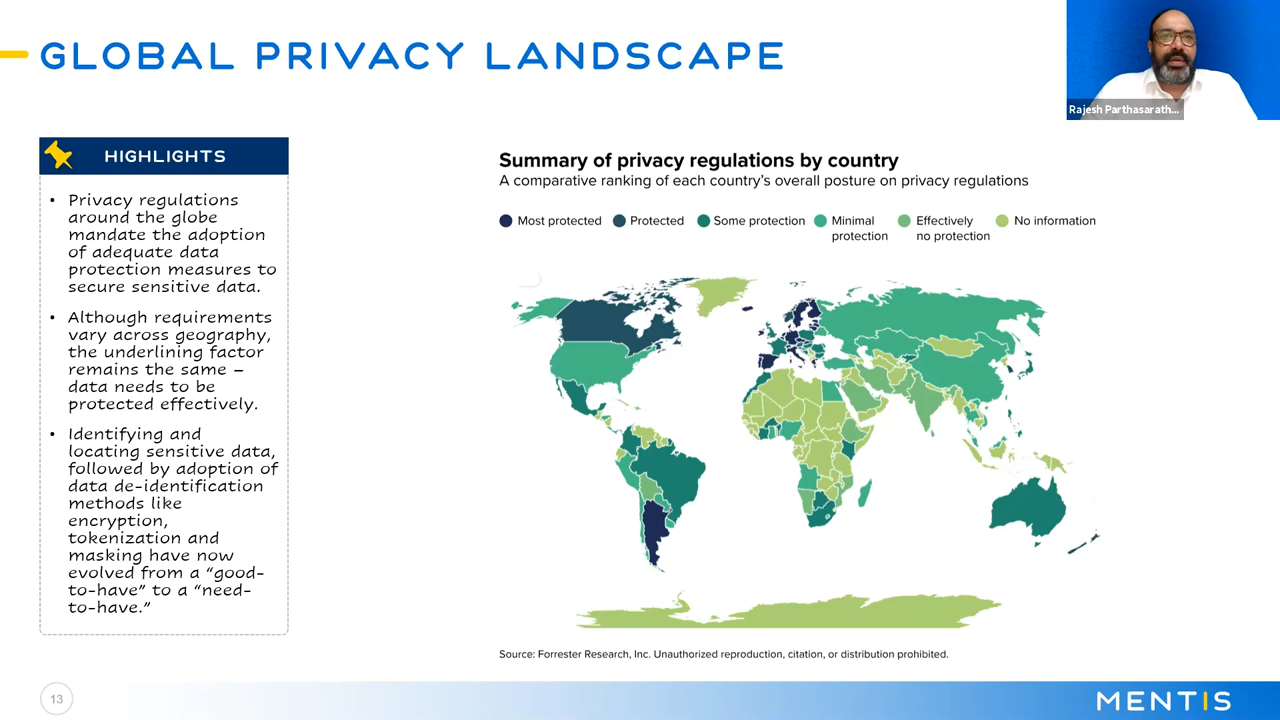 GLOBAL PRIVACY LANDSCAPE
Rajesh Parthasarath...
HIGHLIGHTS
• Privacy regulations
around the globe
mandate the adoption
of adequate data
protection measures to
secure sensitive data.
• Although requirements
vary across geography,
the underlining factor
remains the same –
data needs to be
protected effectively.
• Identifying and
locating sensitive data,
followed by adoption of
data de-identification
methods like
encryption,
tokenization and
masking have now
evolved from a “good-
to-have” to a “need-
to-have.”
Summary of privacy regulations by country
A comparative ranking of each country’s overall posture on privacy regulations
Most protected
Protected
Some protection
Minimal
protection
Effectively
no protection
No information
Source: Forrester Research, Inc. Unauthorized reproduction, citation, or distribution prohibited.
13
MENTIS